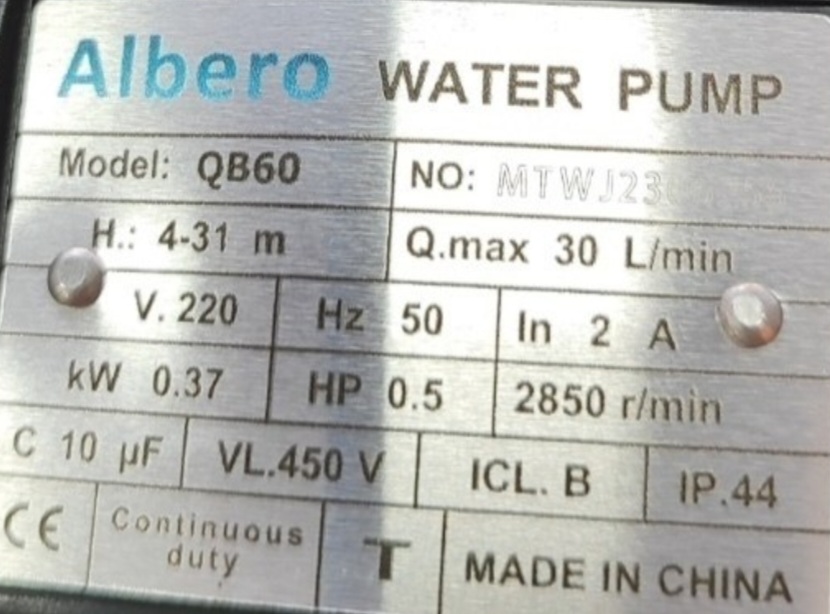 Albero WATER PUMP
Model: QB60 NO: MTWJ23
H.: 4-31 m Q.max 30 L/min
V. 220 Hz 50 In 2 A
kW 0.37 HP 0.5 2850 r/min
C 10 µF VL.450 V ICL. B IP.44
CE Continuous duty T MADE IN CHINA